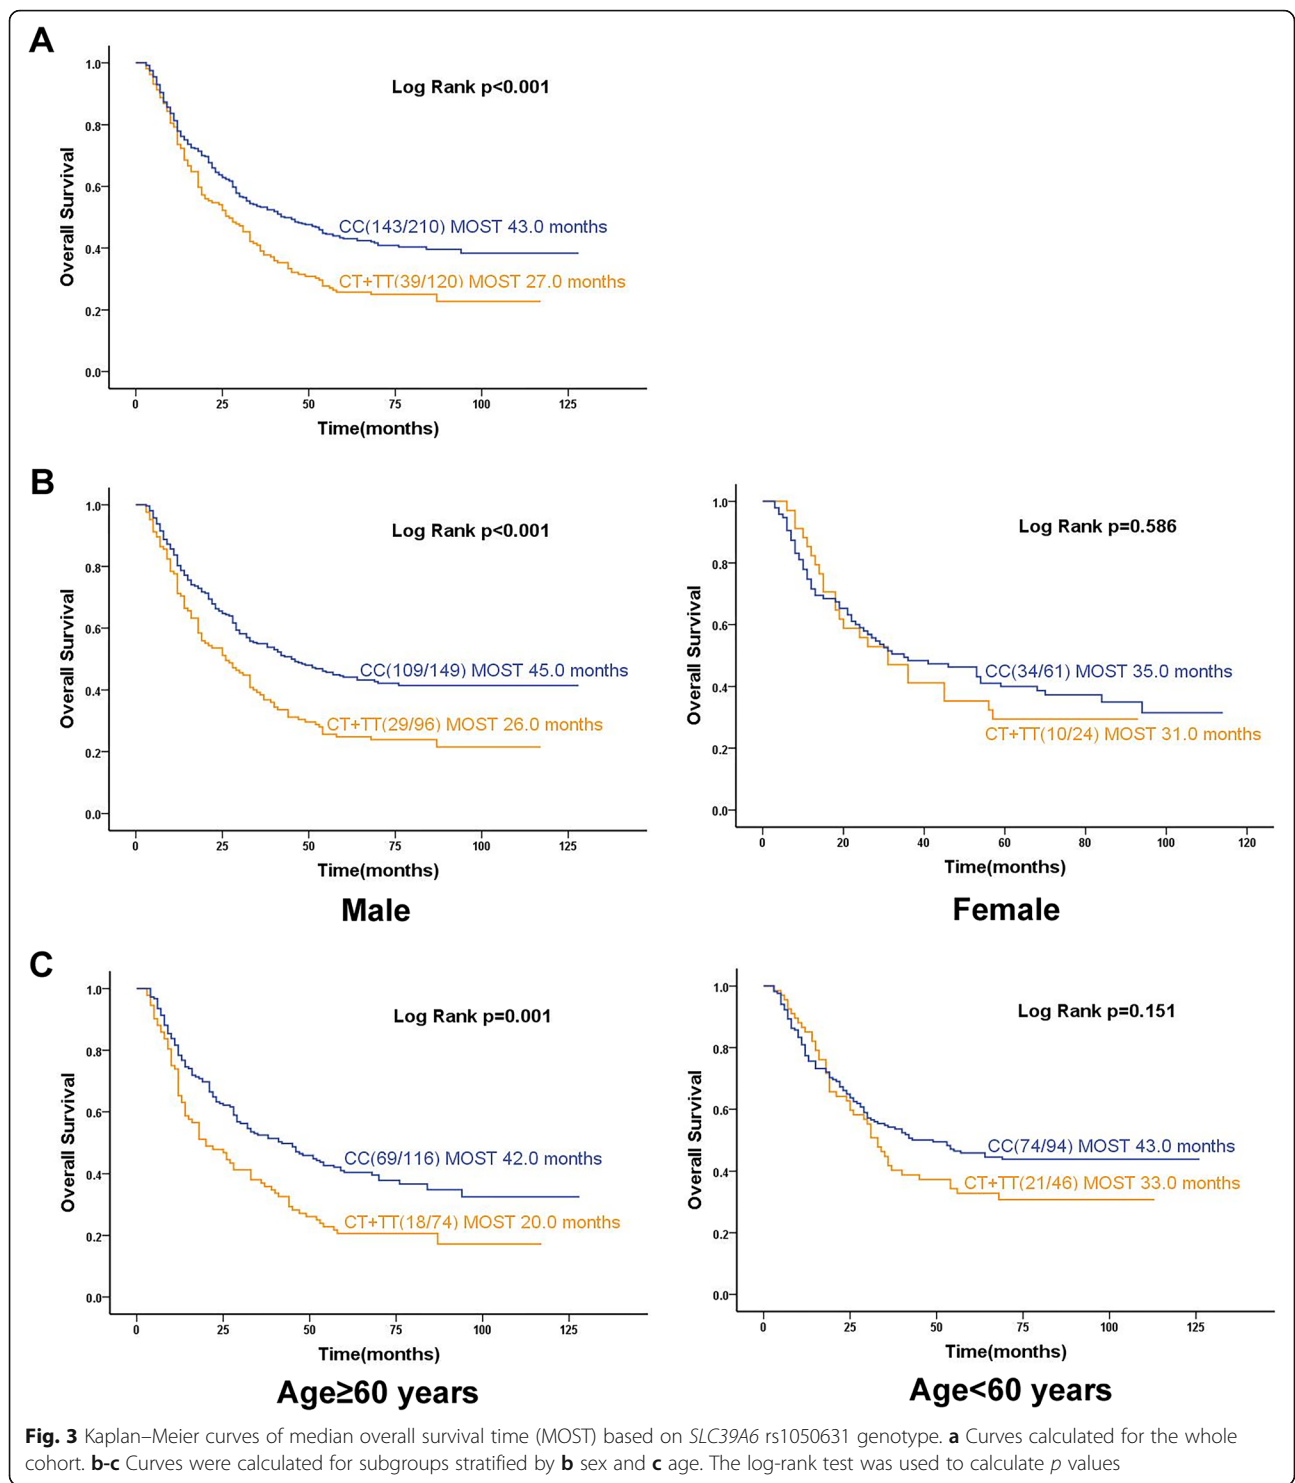 A
Log Rank p<0.001
1.0
0.8
0.6
0.4
0.2
0.0
Overall Survival
CC(143/210) MOST 43.0 months
CT+TT(39/120) MOST 27.0 months
0 25 50 75 100 125
Time(months)
B
Log Rank p<0.001
1.0
0.8
0.6
0.4
0.2
0.0
Overall Survival
CC(109/149) MOST 45.0 months
CT+TT(29/96) MOST 26.0 months
0 25 50 75 100 125
Time(months)
Male
Log Rank p=0.586
1.0
0.8
0.6
0.4
0.2
0.0
Overall Survival
CC(34/61) MOST 35.0 months
CT+TT(10/24) MOST 31.0 months
0 20 40 60 80 100 120
Time(months)
Female
C
Log Rank p=0.001
1.0
0.8
0.6
0.4
0.2
0.0
Overall Survival
CC(69/116) MOST 42.0 months
CT+TT(18/74) MOST 20.0 months
0 25 50 75 100 125
Time(months)
Age≥60 years
Log Rank p=0.151
1.0
0.8
0.6
0.4
0.2
0.0
Overall Survival
CC(74/94) MOST 43.0 months
CT+TT(21/46) MOST 33.0 months
0 25 50 75 100 125
Time(months)
Age<60 years
Fig. 3 Kaplan–Meier curves of median overall survival time (MOST) based on SLC39A6 rs1050631 genotype. a Curves calculated for the whole
cohort. b-c Curves were calculated for subgroups stratified by b sex and c age. The log-rank test was used to calculate p values